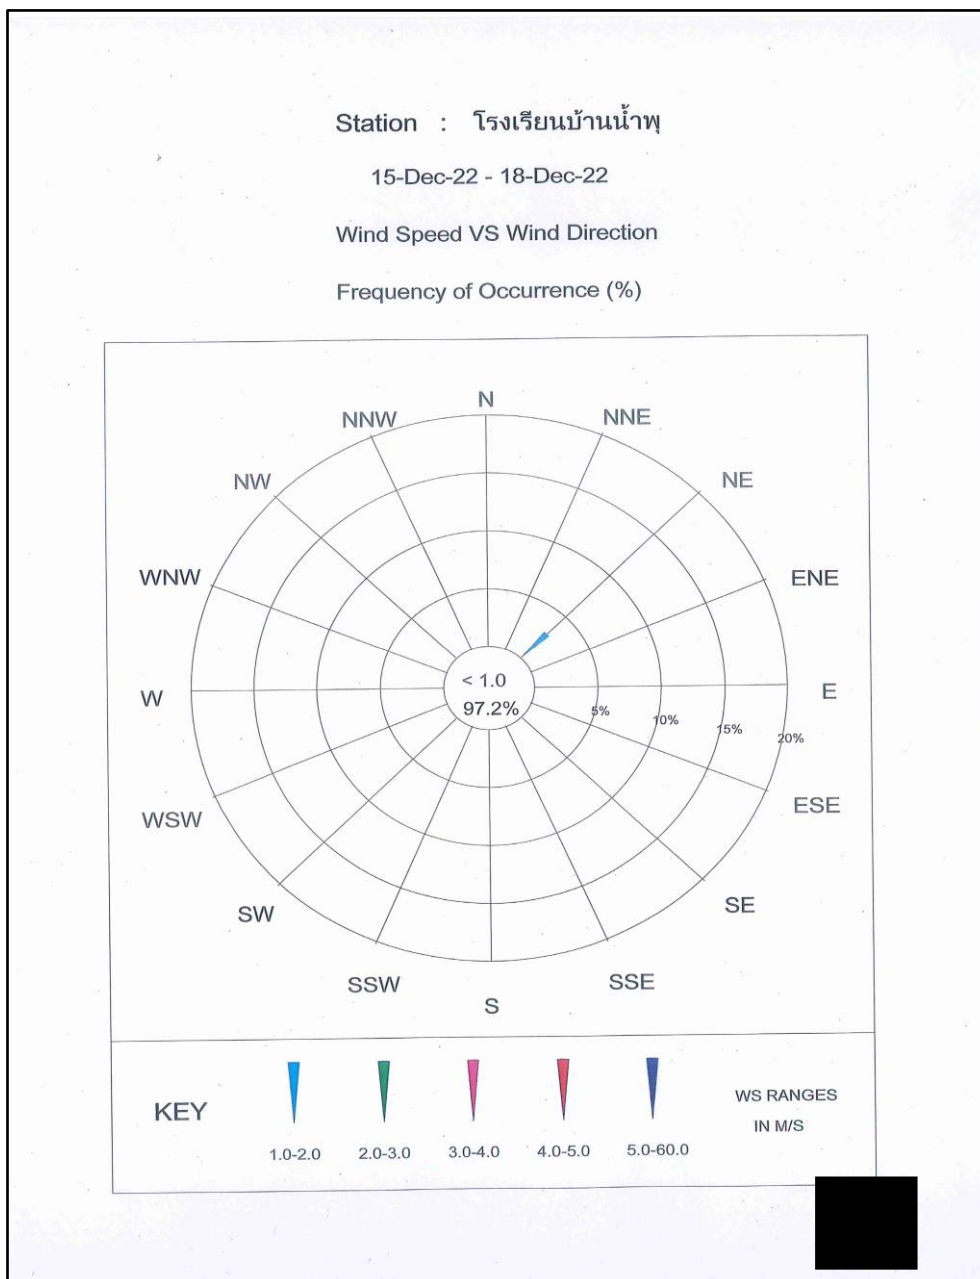 Station : โรงเรียนบ้านน้ำพุ
15-Dec-22 - 18-Dec-22
Wind Speed VS Wind Direction
Frequency of Occurrence (%)
N
NNW
NNE
NW
NE
WNW
ENE
< 1.0
W
E
97.2%
5%
10%
15%
20%
WSW
ESE
SW
SE
SSW
SSE
S
KEY
WS RANGES
IN M/S
1.0-2.0 2.0-3.0 3.0-4.0 4.0-5.0 5.0-60.0